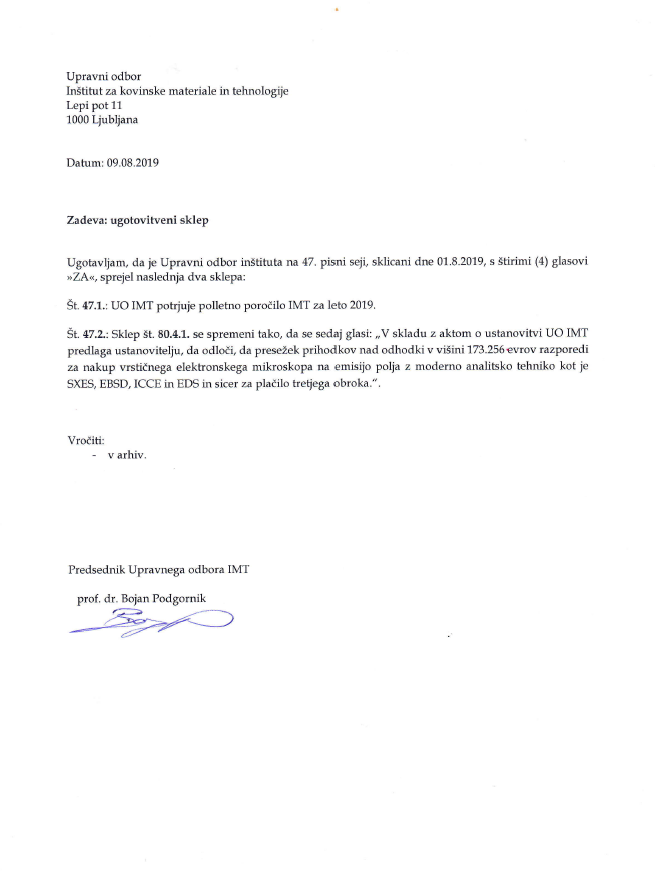 Upravni odbor
Inštitut za kovinske materiale in tehnologije
Lepi pot 11
1000 Ljubljana
Datum: 09.08.2019
Zadeva: ugotovitveni sklep
Ugotavljam, da je Upravni odbor inštituta na 47. pisni seji, sklicani dne 01.8.2019, s štirimi (4) glasovi
»ZA«, sprejel naslednja dva sklepa:
Št. 47.1.: UO IMT potrjuje polletno poročilo IMT za leto 2019.
Št. 47.2.: Sklep št. 80.4.1. se spremeni tako, da se sedaj glasi: „V skladu z aktom o ustanovitvi UO IMT
predlaga ustanovitelju, da odloči, da presežek prihodkov nad odhodki v višini 173.256 evrov razporedi
za nakup vrstičnega elektronskega mikroskopa na emisijo polja z moderno analitsko tehniko kot je
SXES, EBSD, ICCE in EDS in sicer za plačilo tretjega obroka.“.
Vročiti:
- v arhiv.
Predsednik Upravnega odbora IMT
prof. dr. Bojan Podgornik